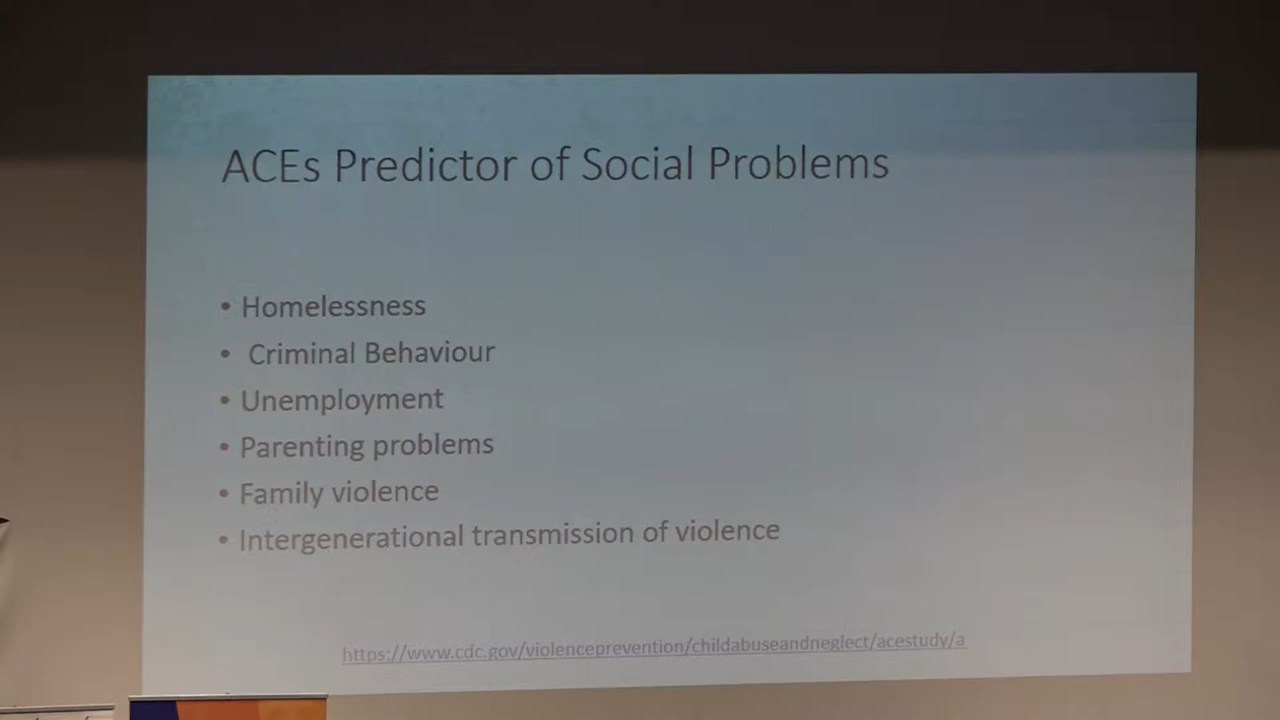 ACEs Predictor of Social Problems
• Homelessness
• Criminal Behaviour
• Unemployment
• Parenting problems
• Family violence
• Intergenerational transmission of violence
https://www.cdc.gov/violenceprevention/childabuseandneglect/acestudy/a